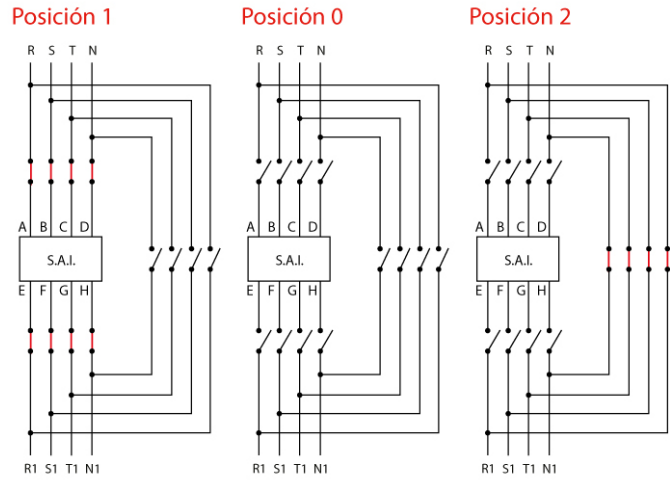 Posición 1
R S T N
A B C D
S.A.I.
E F G H
R1 S1 T1 N1
Posición 0
R S T N
A B C D
S.A.I.
E F G H
R1 S1 T1 N1
Posición 2
R S T N
A B C D
S.A.I.
E F G H
R1 S1 T1 N1